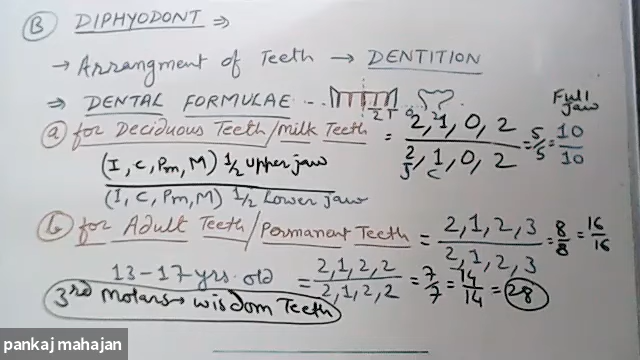 (B) DIPHYODONT ⇒
→ Arrangment of Teeth → DENTITION
⇒ DENTAL FORMULAE
Full Jaw
(a) for Deciduous Teeth/Milk Teeth = 2, 1, 0, 2 / 2, 1, 0, 2 = 5/5 = 10/10
(I, C, Pm, M) 1/2 upper jaw
(I, C, Pm, M) 1/2 Lower jaw
(b) for Adult Teeth/Permanent Teeth = 2, 1, 2, 3 / 2, 1, 2, 3 = 8/8 = 16/16
13-17 yrs. old = 2, 1, 2, 2 / 2, 1, 2, 2 = 7/7 = 14/14 = 28
3rd Molars → wisdom Teeth
pankaj mahajan